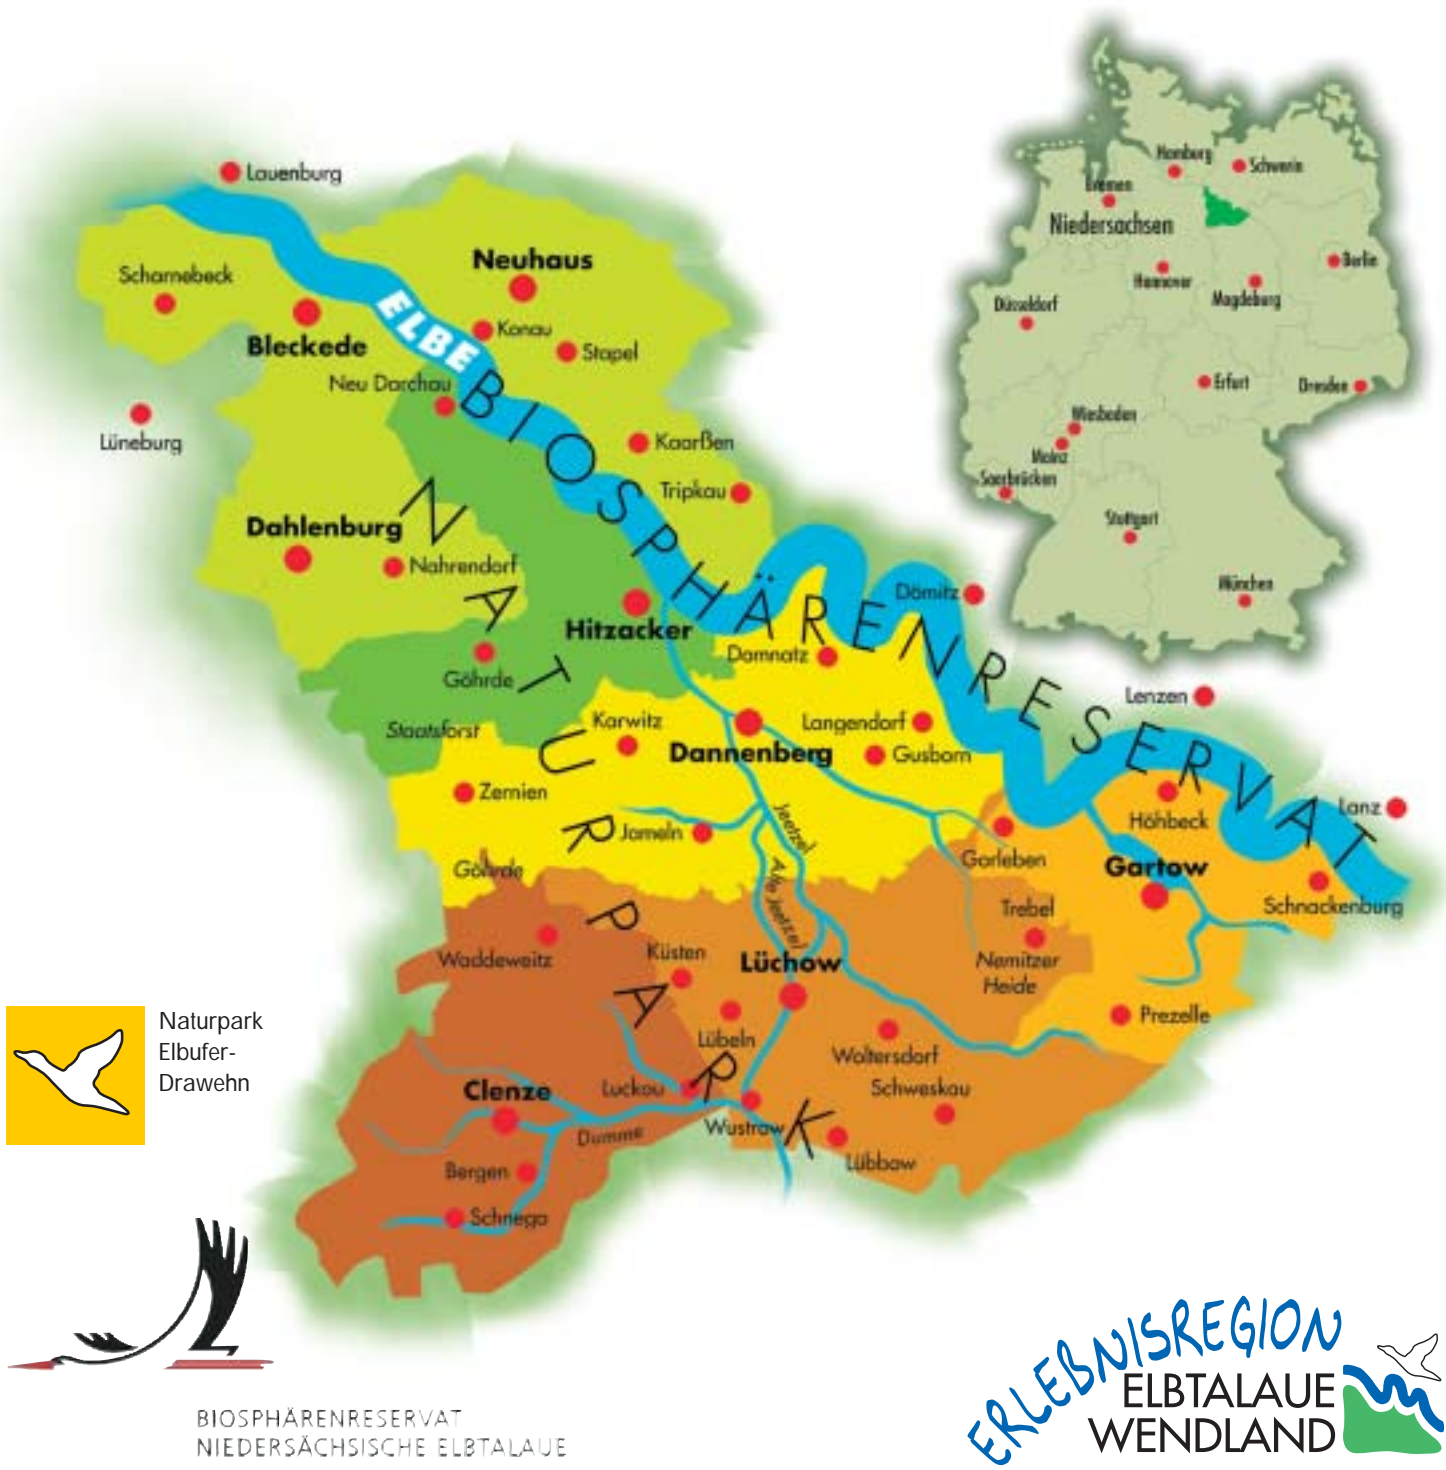 Lauenburg
Scharnebeck
Neuhaus
Bleckede
Konau
Stapel
ELBE
Neu Darchau
Lüneburg
Kaarßen
Tripkau
BIOSPHÄRENRESERVAT
NATURPARK
Dahlenburg
Nahrendorf
Hitzacker
Göhrde
Staatsforst
Damnatz
Dömitz
Lenzen
Karwitz
Langendorf
Dannenberg
Gusborn
Zernien
Jameln
Jeetzel
Alte Jeetzel
Göhrde
Höhbeck
Lanz
Gorleben
Gartow
Schnackenburg
Trebel
Nemitzer
Heide
Waddeweitz
Küsten
Lüchow
Lübeln
Prezelle
Woltersdorf
Clenze
Luckau
Schweskau
Dumme
Wustrow
Lübbow
Bergen
Schnega
Hamburg
Schwerin
Bremen
Niedersachsen
Hannover
Berlin
Magdeburg
Düsseldorf
Erfurt
Dresden
Wiesbaden
Mainz
Saarbrücken
Stuttgart
München
Naturpark
Elbufer-
Drawehn
BIOSPHÄRENRESERVAT
NIEDERSÄCHSISCHE ELBTALAUE
ERLEBNISREGION
ELBTALAUE
WENDLAND